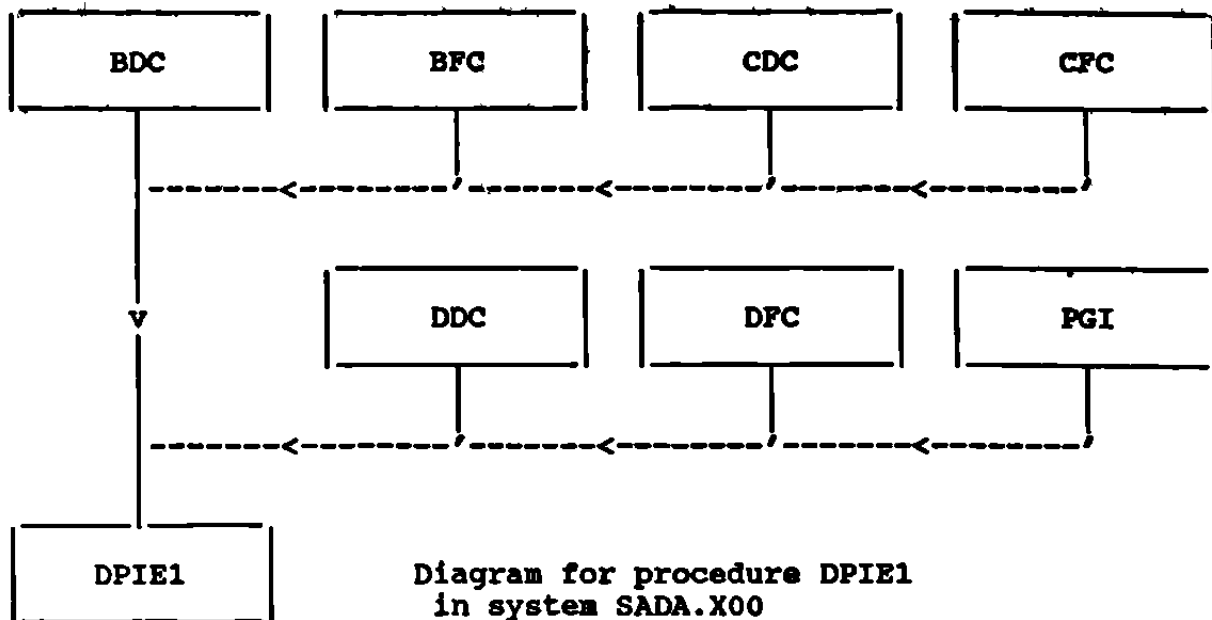 BDC BFC CDC CFC
DDC DFC PGI
DPIE1
Diagram for procedure DPIE1
in system SADA.X00